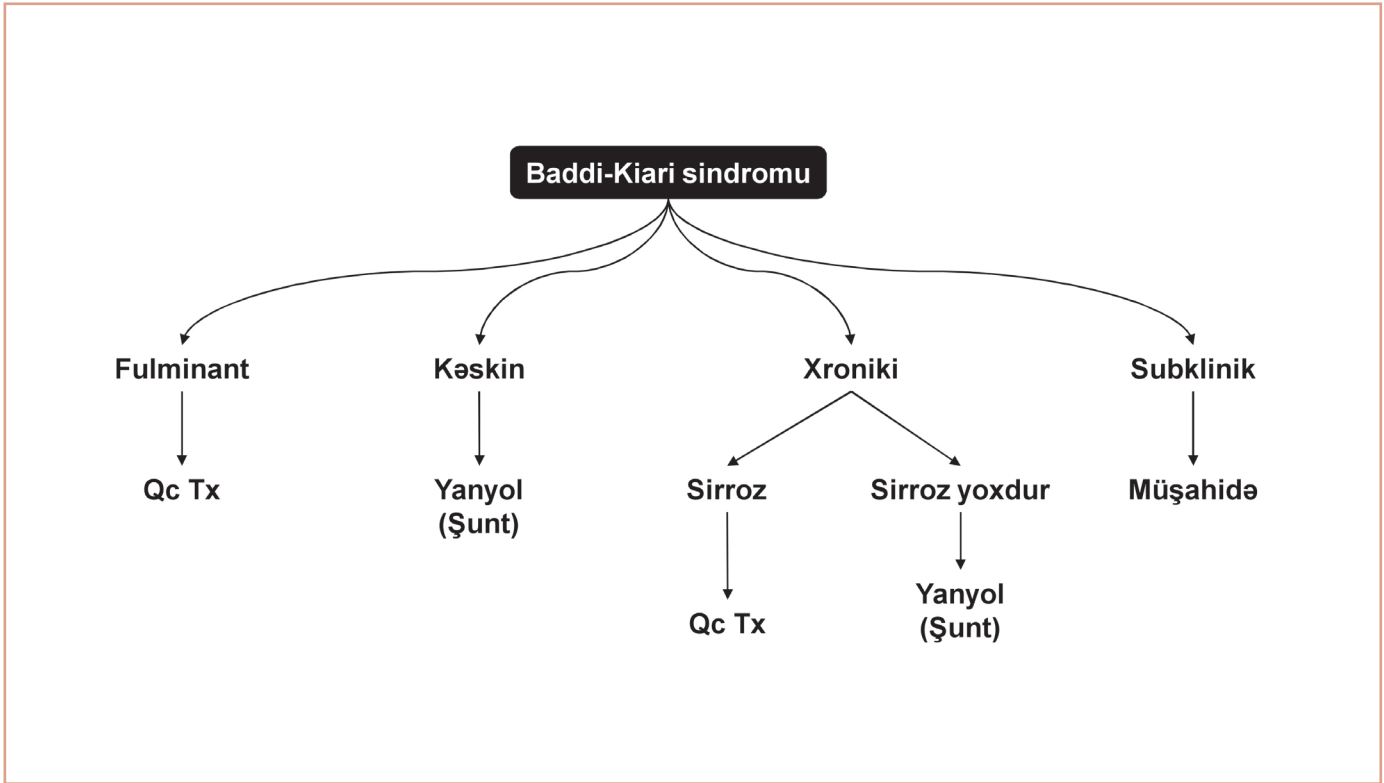 Baddi-Kiari sindromu
Fulminant
Kəskin
Xroniki
Subklinik
Qc Tx
Yanyol
(Şunt)
Sirroz
Sirroz yoxdur
Müşahidə
Qc Tx
Yanyol
(Şunt)